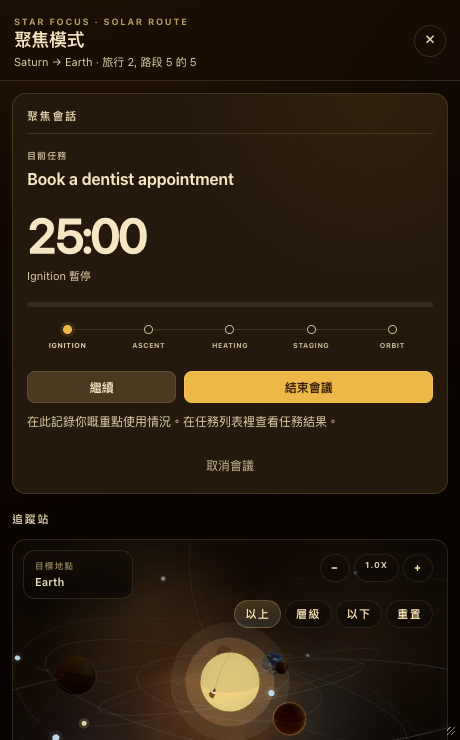 STAR FOCUS · SOLAR ROUTE
聚焦模式
Saturn → Earth · 旅行 2, 路段 5 的 5
×
聚焦會話
目前任務
Book a dentist appointment
25:00
Ignition 暫停
IGNITION ASCENT HEATING STAGING ORBIT
繼續 結束會議
在此記錄你嘅重點使用情況。在任務列表裡查看任務結果。
取消會議
追蹤站
目標地點
Earth
− 1.0X +
以上 層級 以下 重置